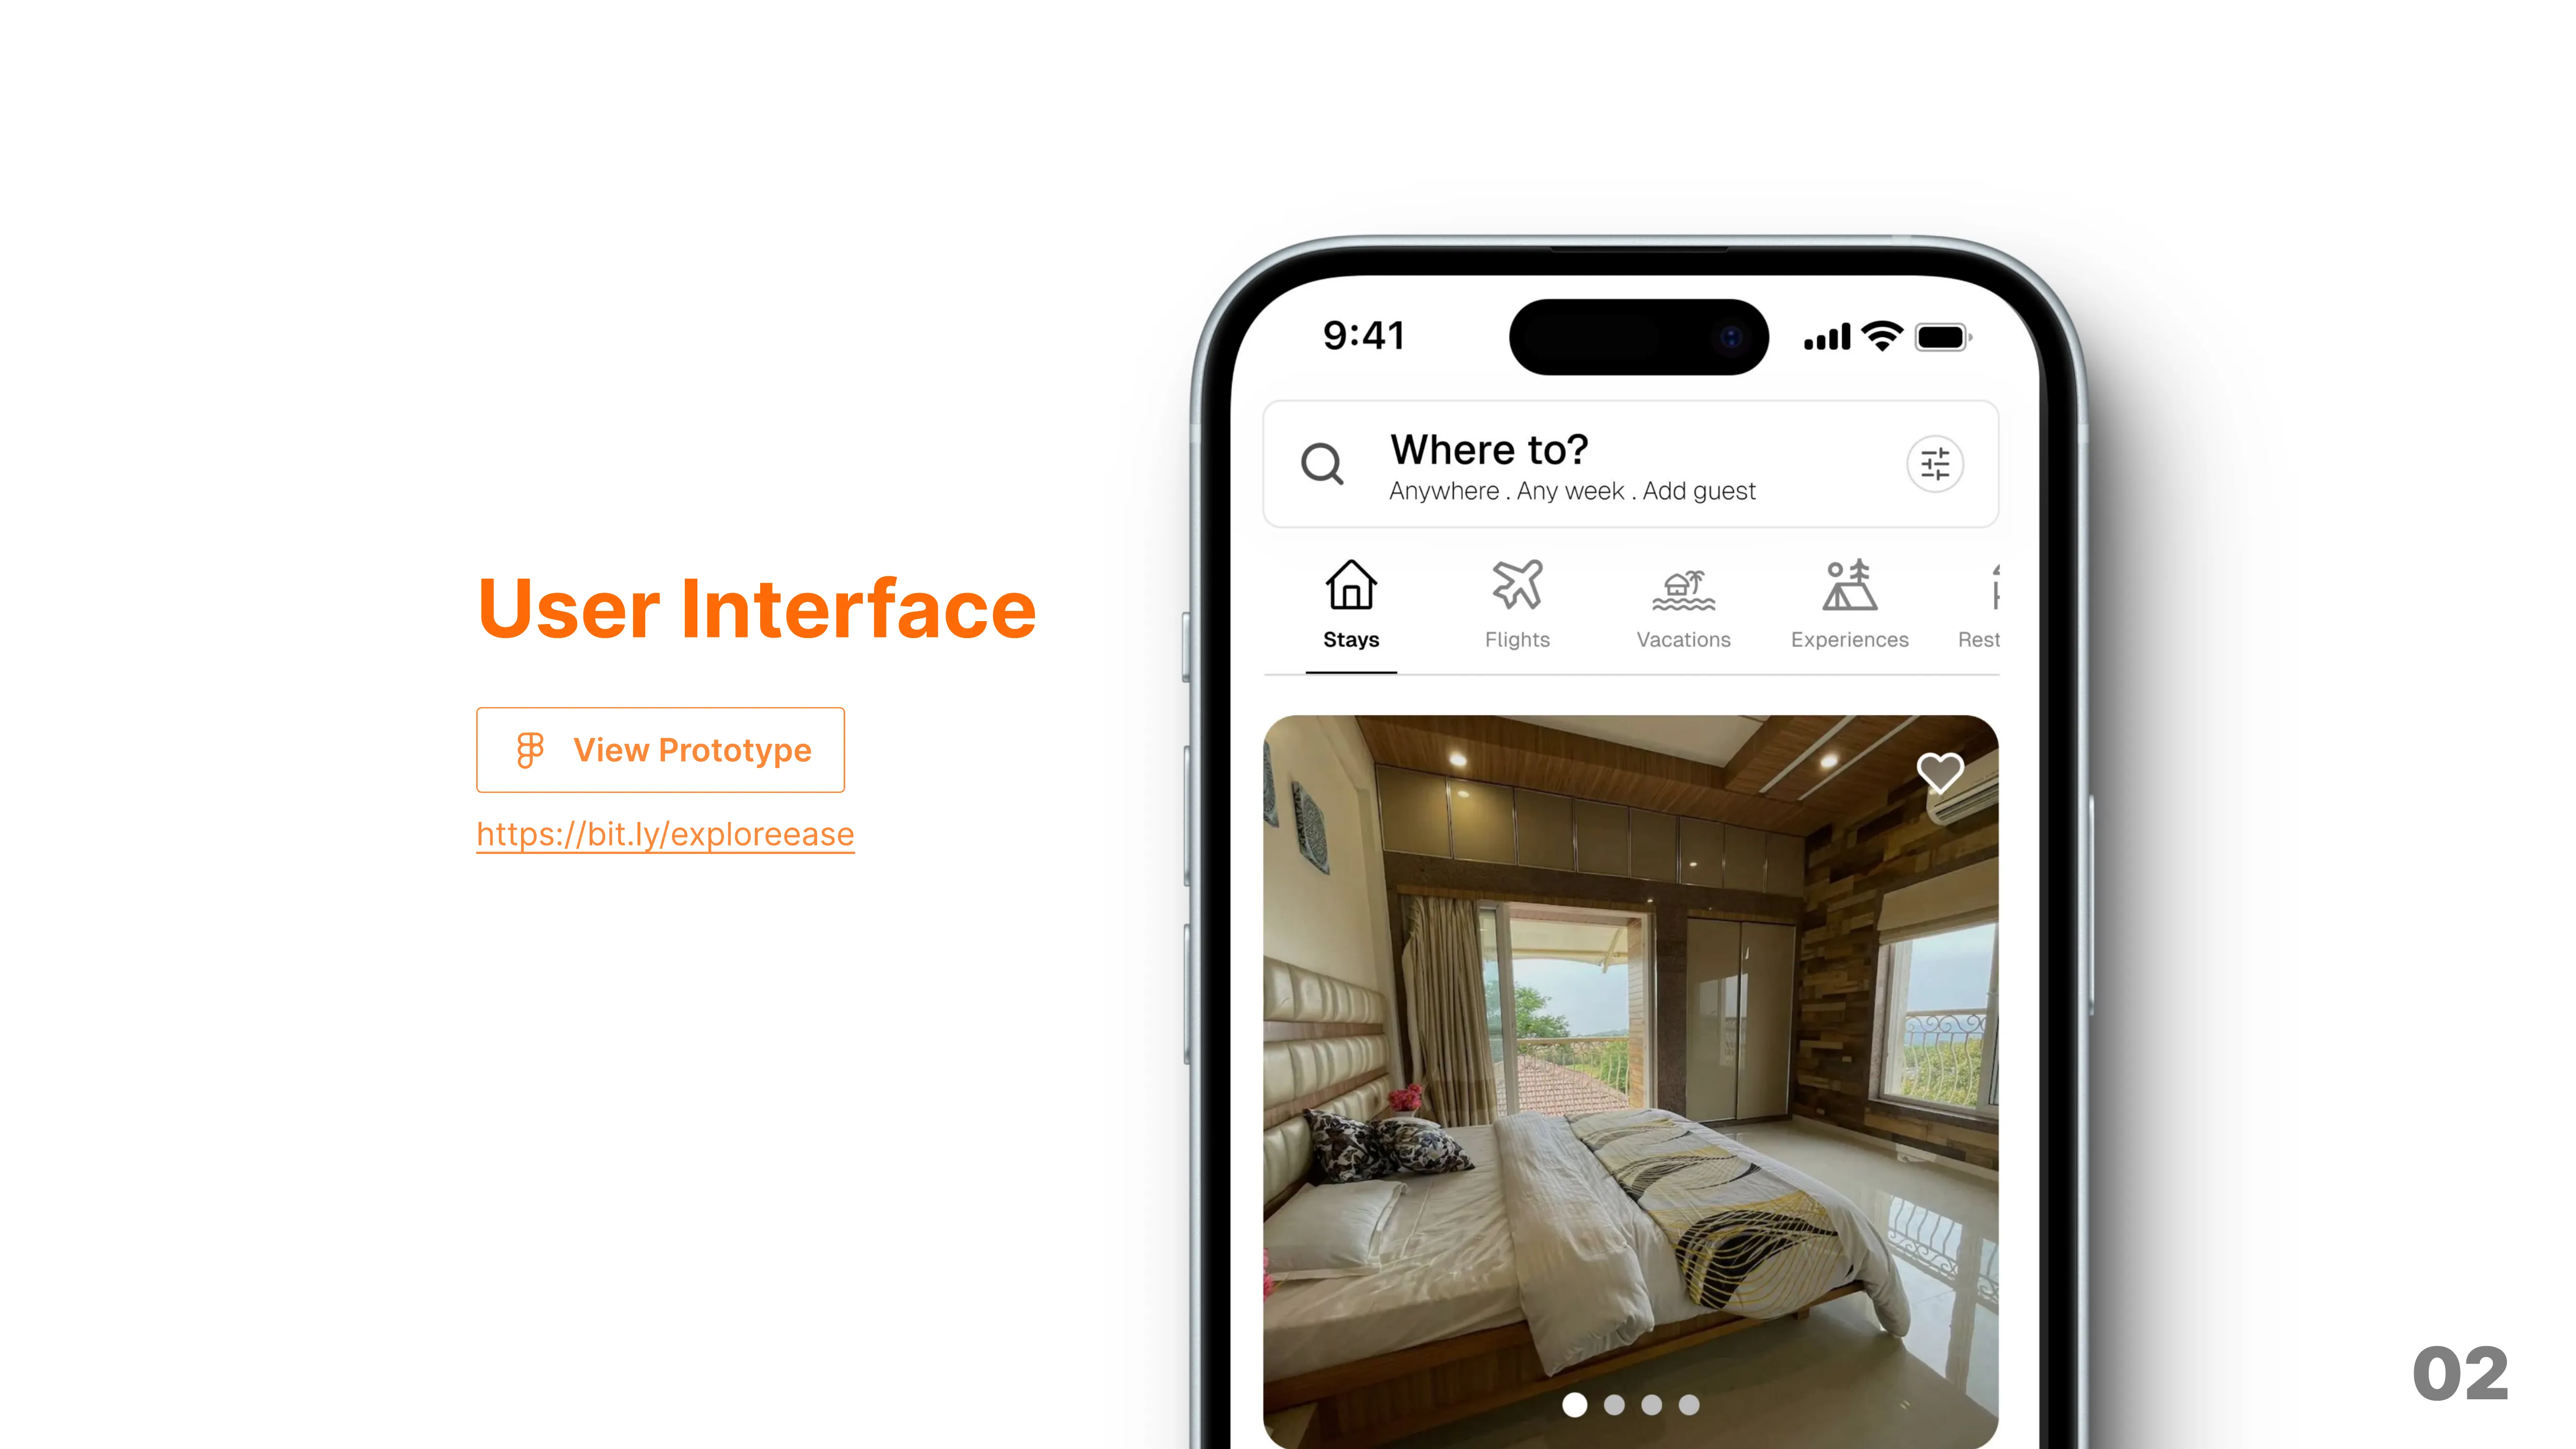 User Interface
View Prototype
https://bit.ly/exploreease
9:41
Where to?
Anywhere . Any week . Add guest
Stays
Flights
Vacations
Experiences
Rest
02